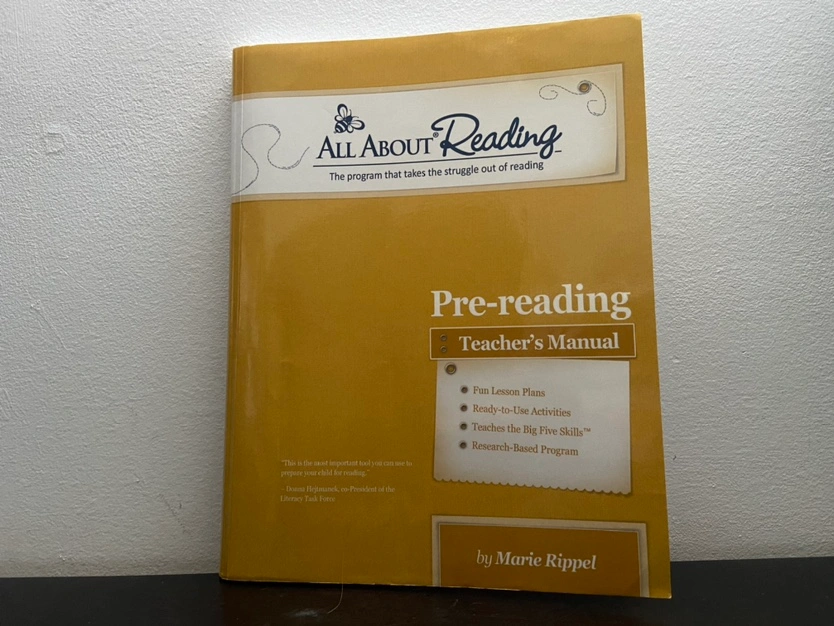 ALL ABOUT® Reading
The program that takes the struggle out of reading
Pre-reading
Teacher's Manual
Fun Lesson Plans
Ready-to-Use Activities
Teaches the Big Five Skills™
Research-Based Program
"This is the most important tool you can use to
prepare your child for reading."
– Donna Hejtmanek, co-President of the
Literacy Task Force
by Marie Rippel